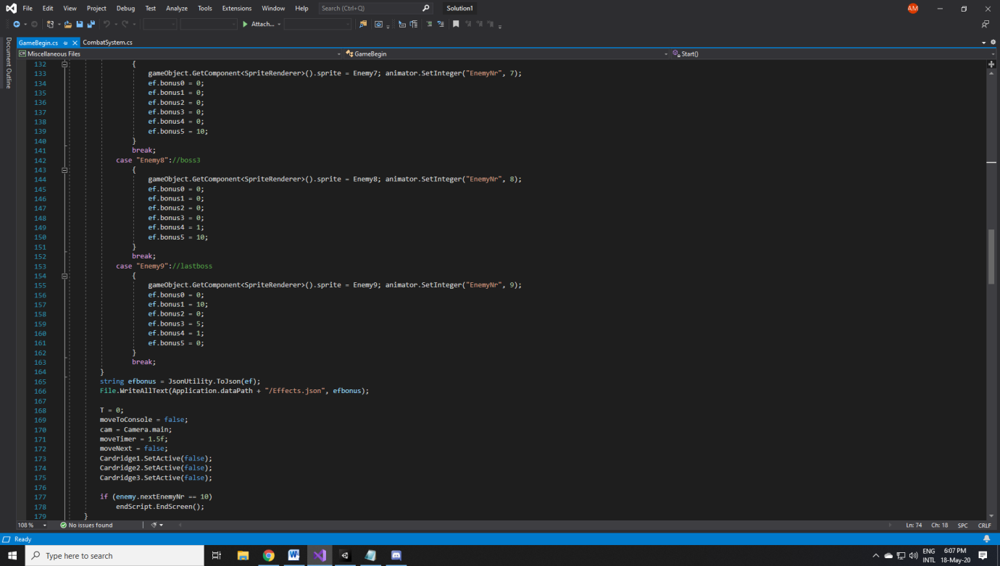 File Edit View Project Debug Test Analyze Tools Extensions Window Help Search (Ctrl+Q) Solution1 AM
Attach...
Document Outline
GameBegin.cs CombatSystem.cs
Miscellaneous Files GameBegin Start()
132 {
133 gameObject.GetComponent<SpriteRenderer>().sprite = Enemy7; animator.SetInteger("EnemyNr", 7);
134 ef.bonus0 = 0;
135 ef.bonus1 = 0;
136 ef.bonus2 = 0;
137 ef.bonus3 = 0;
138 ef.bonus4 = 0;
139 ef.bonus5 = 10;
140 }
141 break;
142 case "Enemy8"://boss3
143 {
144 gameObject.GetComponent<SpriteRenderer>().sprite = Enemy8; animator.SetInteger("EnemyNr", 8);
145 ef.bonus0 = 0;
146 ef.bonus1 = 0;
147 ef.bonus2 = 0;
148 ef.bonus3 = 0;
149 ef.bonus4 = 1;
150 ef.bonus5 = 10;
151 }
152 break;
153 case "Enemy9"://lastboss
154 {
155 gameObject.GetComponent<SpriteRenderer>().sprite = Enemy9; animator.SetInteger("EnemyNr", 9);
156 ef.bonus0 = 0;
157 ef.bonus1 = 10;
158 ef.bonus2 = 0;
159 ef.bonus3 = 5;
160 ef.bonus4 = 1;
161 ef.bonus5 = 0;
162 }
163 break;
164 }
165 string efbonus = JsonUtility.ToJson(ef);
166 File.WriteAllText(Application.dataPath + "/Effects.json", efbonus);
167
168 T = 0;
169 moveToConsole = false;
170 cam = Camera.main;
171 moveTimer = 1.5f;
172 moveNext = false;
173 Cardridge1.SetActive(false);
174 Cardridge2.SetActive(false);
175 Cardridge3.SetActive(false);
176
177 if (enemy.nextEnemyNr == 10)
178 endScript.EndScreen();
179 }
108 % No issues found Ln: 74 Ch: 18 SPC CRLF
Ready
Type here to search ENG 6:07 PM
INTL 18-May-20